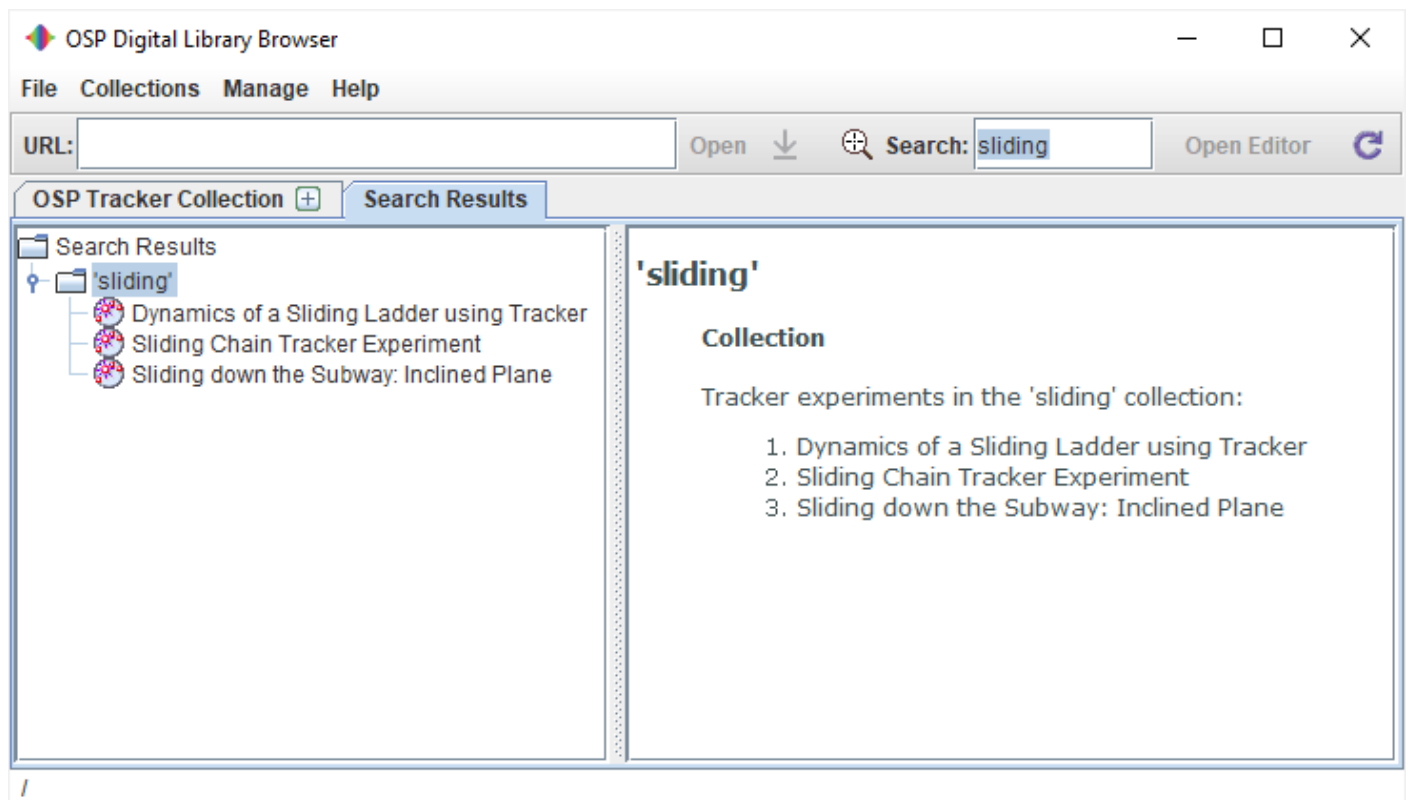 OSP Digital Library Browser
File Collections Manage Help
URL: Open Search: sliding Open Editor
OSP Tracker Collection Search Results
Search Results
'sliding'
Dynamics of a Sliding Ladder using Tracker
Sliding Chain Tracker Experiment
Sliding down the Subway: Inclined Plane
'sliding'
Collection
Tracker experiments in the 'sliding' collection:
1. Dynamics of a Sliding Ladder using Tracker
2. Sliding Chain Tracker Experiment
3. Sliding down the Subway: Inclined Plane
/